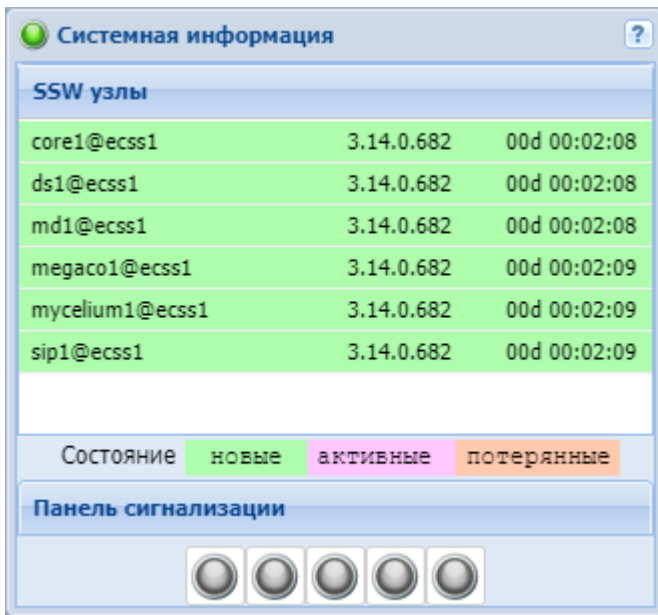 Системная информация ?
SSW узлы
core1@ecss1 3.14.0.682 00d 00:02:08
ds1@ecss1 3.14.0.682 00d 00:02:08
md1@ecss1 3.14.0.682 00d 00:02:08
megaco1@ecss1 3.14.0.682 00d 00:02:09
mycelium1@ecss1 3.14.0.682 00d 00:02:09
sip1@ecss1 3.14.0.682 00d 00:02:09
Состояние новые активные потерянные
Панель сигнализации